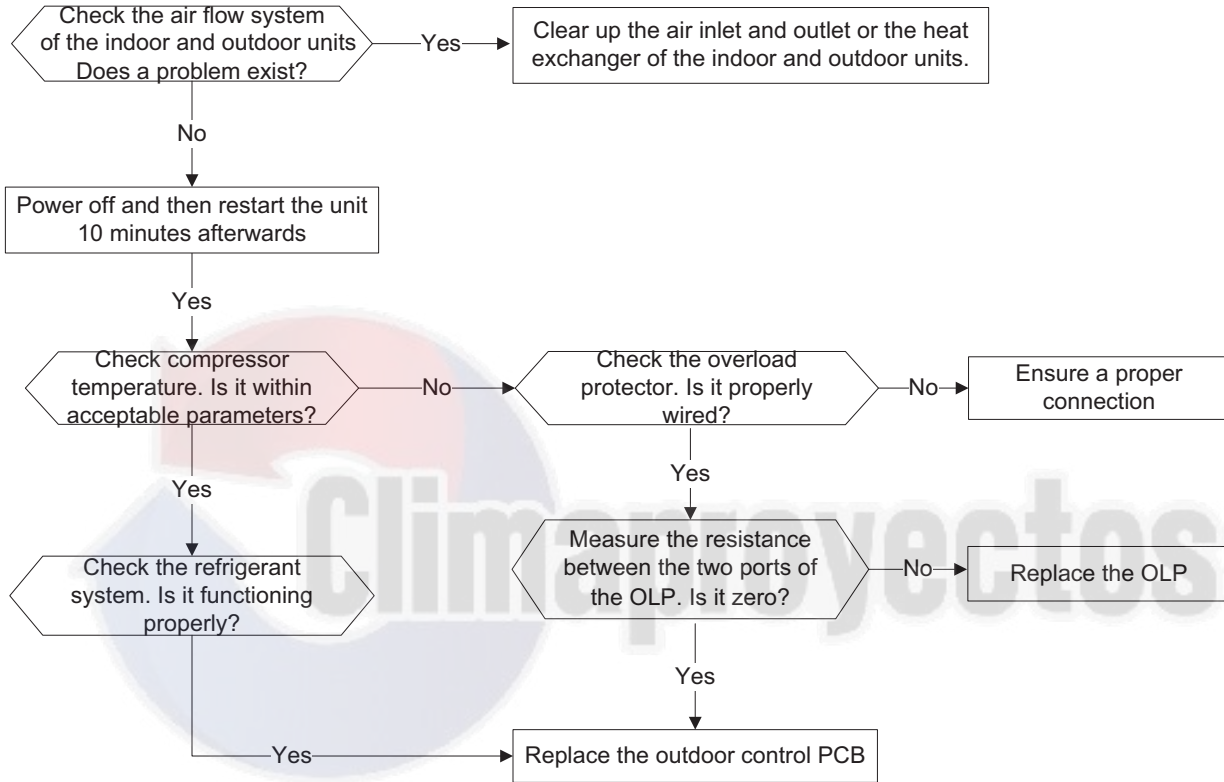 Check the air flow system
of the indoor and outdoor units
Does a problem exist?
Yes
Clear up the air inlet and outlet or the heat
exchanger of the indoor and outdoor units.
No
Power off and then restart the unit
10 minutes afterwards
Yes
Check compressor
temperature. Is it within
acceptable parameters?
No
Check the overload
protector. Is it properly
wired?
No
Ensure a proper
connection
Yes
Yes
Climaproyectos
Check the refrigerant
system. Is it functioning
properly?
Measure the resistance
between the two ports of
the OLP. Is it zero?
No
Replace the OLP
Yes
Yes
Replace the outdoor control PCB